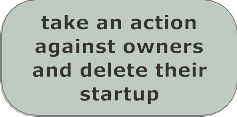 take an action
against owners
and delete their
startup